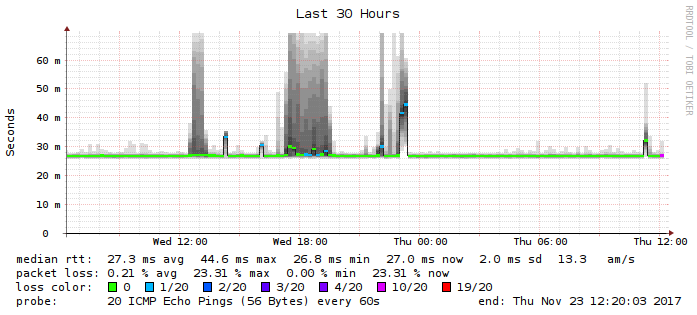 Last 30 Hours
RRDTOOL / TOBI OETIKER
Seconds
60 m
50 m
40 m
30 m
20 m
10 m
0
Wed 12:00 Wed 18:00 Thu 00:00 Thu 06:00 Thu 12:00
median rtt: 27.3 ms avg 44.6 ms max 26.8 ms min 27.0 ms now 2.0 ms sd 13.3 am/s
packet loss: 0.21 % avg 23.31 % max 0.00 % min 23.31 % now
loss color: 0 1/20 2/20 3/20 4/20 10/20 19/20
probe: 20 ICMP Echo Pings (56 Bytes) every 60s end: Thu Nov 23 12:20:03 2017